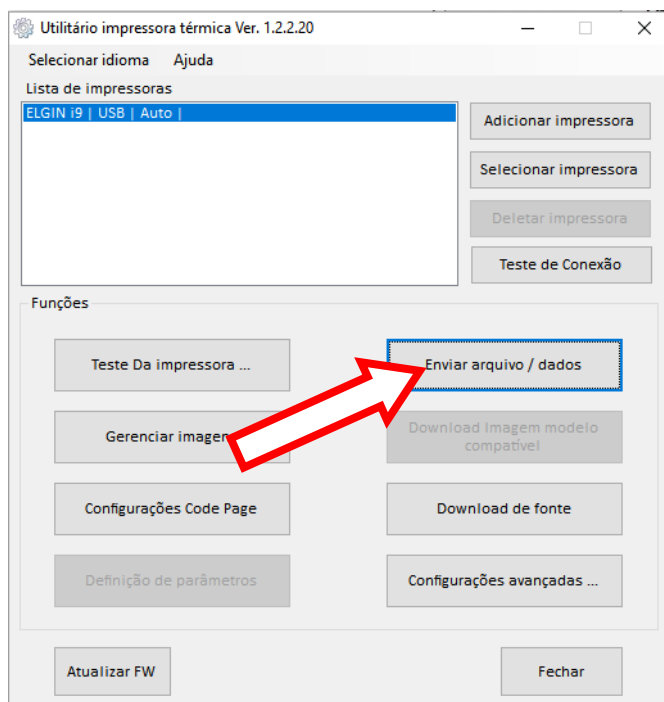 Utilitário impressora térmica Ver. 1.2.2.20
Selecionar idioma Ajuda
Lista de impressoras
ELGIN i9 | USB | Auto |
Adicionar impressora
Selecionar impressora
Deletar impressora
Teste de Conexão
Funções
Teste Da impressora ...
Enviar arquivo / dados
Gerenciar
Download Imagem modelo
compatível
Configurações Code Page
Download de fonte
Definição de parâmetros
Configurações avançadas ...
Atualizar FW
Fechar